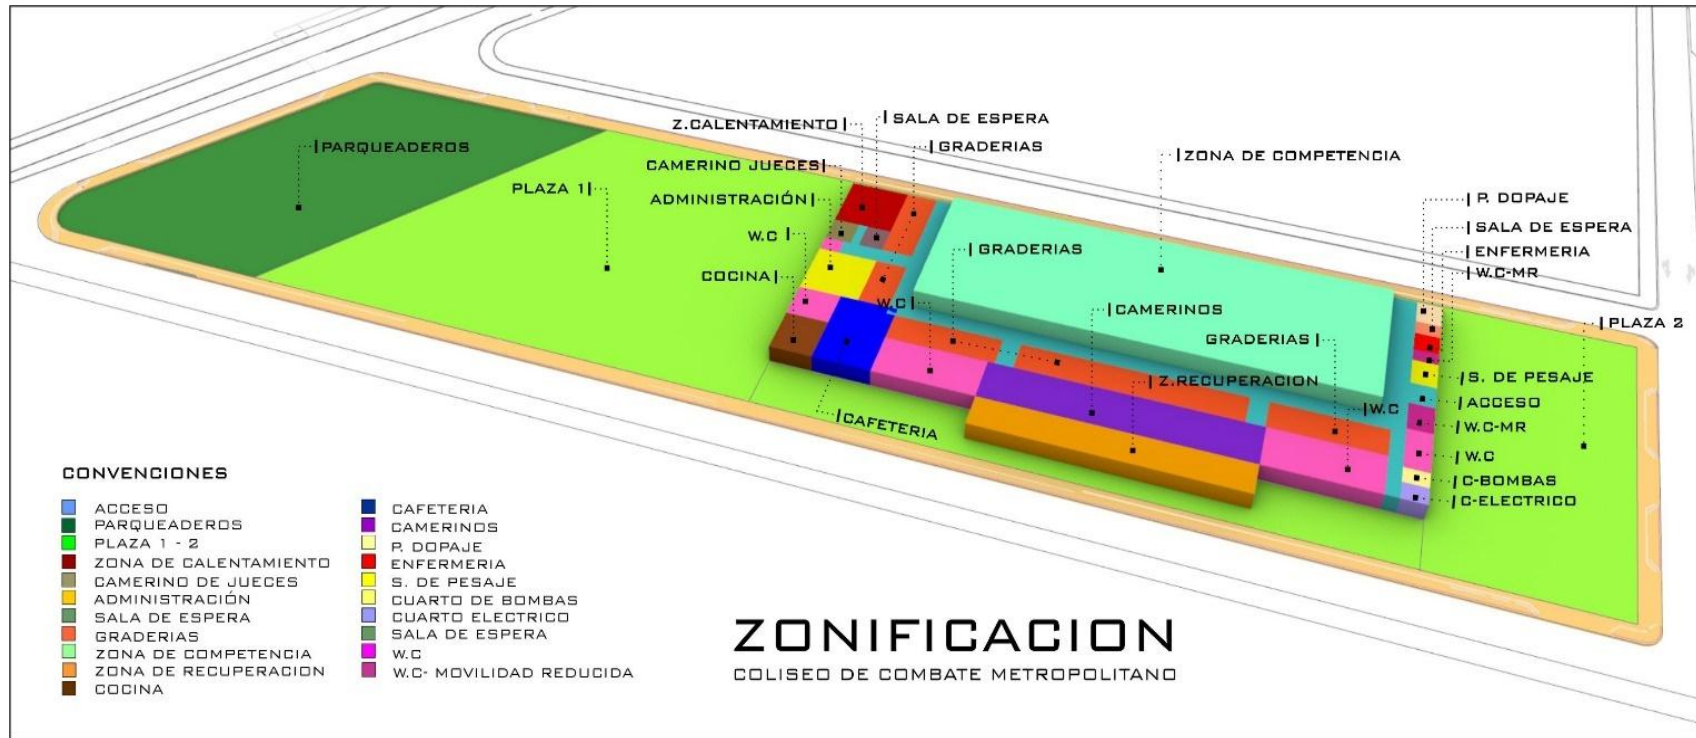 PARQUEADEROS
PLAZA 1
Z.CALENTAMIENTO
SALA DE ESPERA
GRADERIAS
CAMERINO JUECES
ADMINISTRACIÓN
W.C
COCINA
ZONA DE COMPETENCIA
GRADERIAS
W.C
CAMERINOS
GRADERIAS
Z.RECUPERACION
W.C
CAFETERIA
P. DOPAJE
SALA DE ESPERA
ENFERMERIA
W.C-MR
PLAZA 2
S. DE PESAJE
ACCESO
W.C-MR
W.C
C-BOMBAS
C-ELECTRICO
CONVENCIONES
ACCESO
PARQUEADEROS
PLAZA 1 - 2
ZONA DE CALENTAMIENTO
CAMERINO DE JUECES
ADMINISTRACIÓN
SALA DE ESPERA
GRADERIAS
ZONA DE COMPETENCIA
ZONA DE RECUPERACION
COCINA
CAFETERIA
CAMERINOS
P. DOPAJE
ENFERMERIA
S. DE PESAJE
CUARTO DE BOMBAS
CUARTO ELECTRICO
SALA DE ESPERA
W.C
W.C- MOVILIDAD REDUCIDA
ZONIFICACION
COLISEO DE COMBATE METROPOLITANO